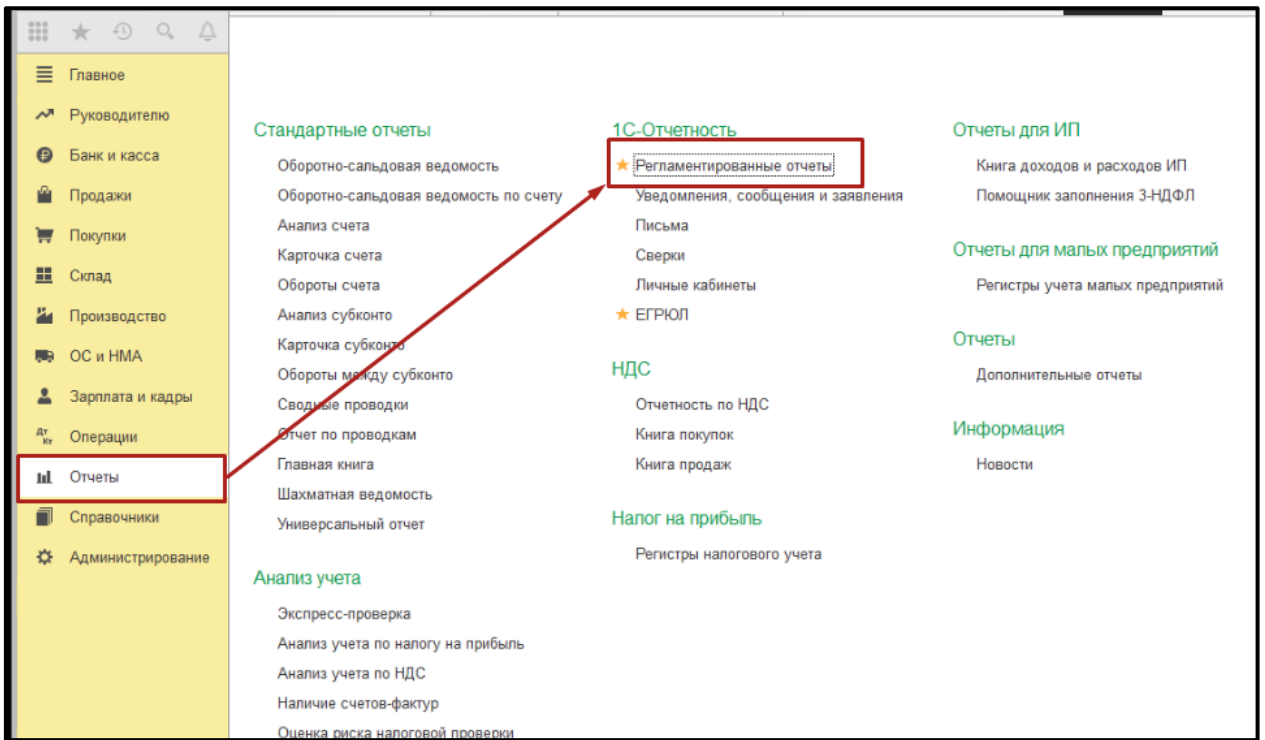 Главное
Руководителю
Банк и касса
Продажи
Покупки
Склад
Производство
ОС и НМА
Зарплата и кадры
Дт Кт Операции
Отчеты
Справочники
Администрирование
Стандартные отчеты
Оборотно-сальдовая ведомость
Оборотно-сальдовая ведомость по счету
Анализ счета
Карточка счета
Обороты счета
Анализ субконто
Карточка субконто
Обороты между субконто
Сводные проводки
Отчет по проводкам
Главная книга
Шахматная ведомость
Универсальный отчет
Анализ учета
Экспресс-проверка
Анализ учета по налогу на прибыль
Анализ учета по НДС
Наличие счетов-фактур
Оценка риска налоговой проверки
1С-Отчетность
Регламентированные отчеты
Уведомления, сообщения и заявления
Письма
Сверки
Личные кабинеты
ЕГРЮЛ
НДС
Отчетность по НДС
Книга покупок
Книга продаж
Налог на прибыль
Регистры налогового учета
Отчеты для ИП
Книга доходов и расходов ИП
Помощник заполнения 3-НДФЛ
Отчеты для малых предприятий
Регистры учета малых предприятий
Отчеты
Дополнительные отчеты
Информация
Новости